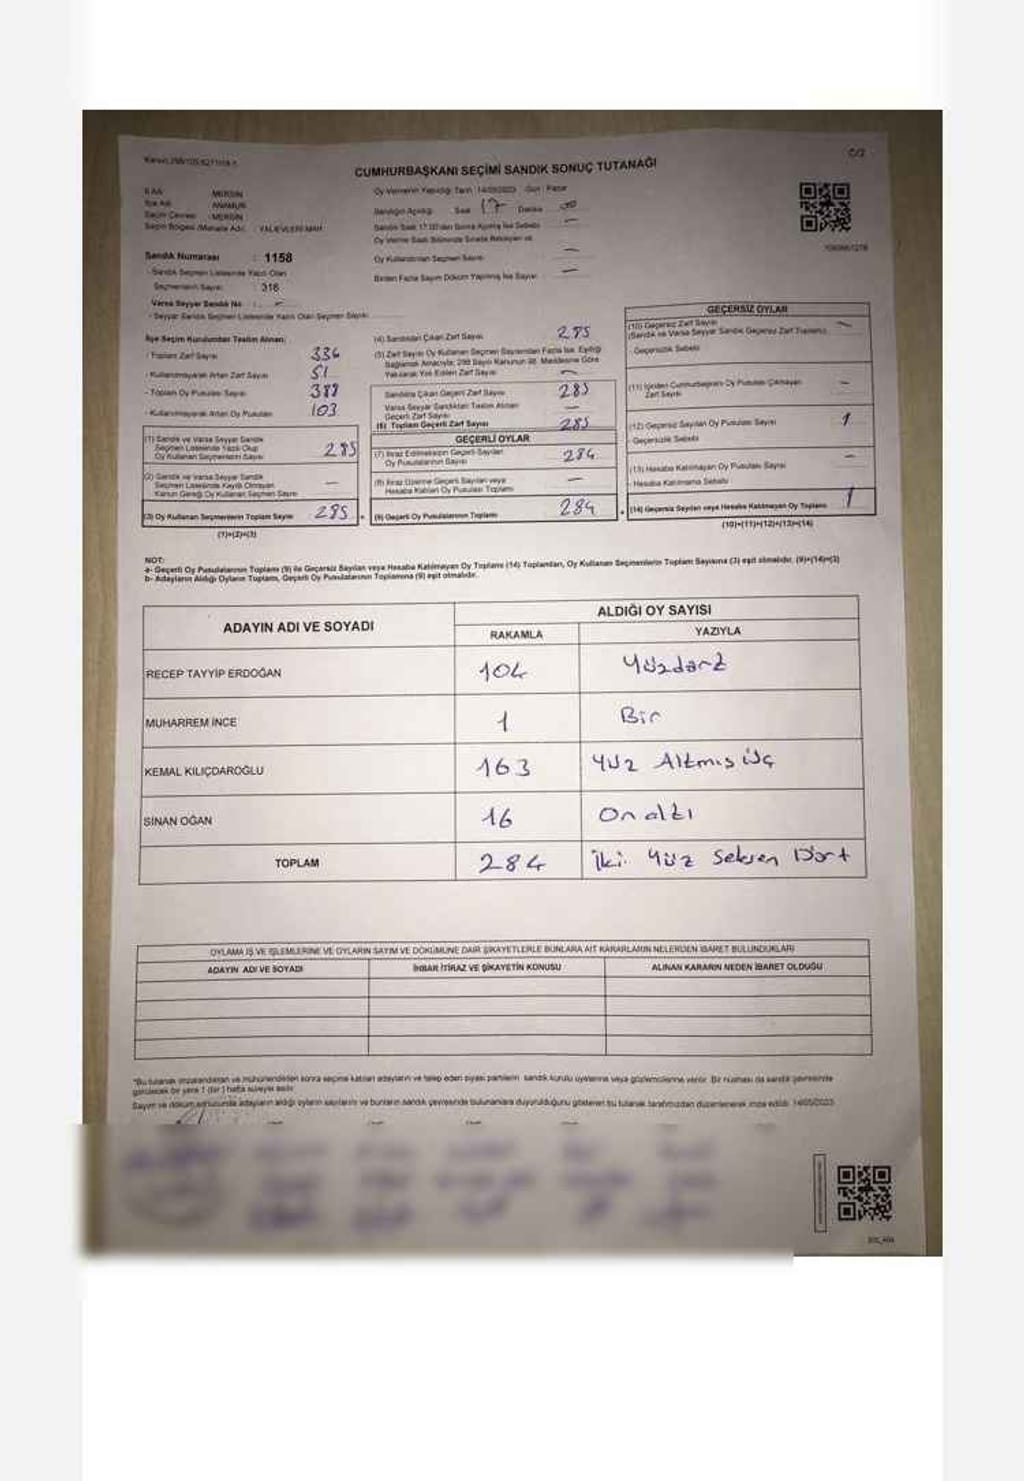 C/2
CUMHURBAŞKANI SEÇİMİ SANDIK SONUÇ TUTANAĞI
İli Adı : MERSİN
İlçe Adı : ANAMUR
Seçim Çevresi : MERSİN
Seçim Bölgesi /Mahalle Adı : YALIEVLERİ MAH.
Oy Vermenin Yapıldığı Tarih : 14/05/2023 Gün : Pazar
Sandığın Açıldığı Saat 17 Dakika 00
Sandık Saat 17.00'den Sonra Açılmış İse Sebebi —
Oy Verme Saati Bitiminde Sırada Bekleyen ve
Oy Kullandırılan Seçmen Sayısı —
Birden Fazla Sayım Döküm Yapılmış İse Sayısı —
Sandık Numarası : 1158
- Sandık Seçmen Listesinde Yazılı Olan
Seçmenlerin Sayısı : 316
Varsa Seyyar Sandık No : —
- Seyyar Sandık Seçmen Listesinde Yazılı Olan Seçmen Sayısı
İlçe Seçim Kurulundan Teslim Alınan;
- Toplam Zarf Sayısı 336
- Kullanılmayarak Artan Zarf Sayısı 51
- Toplam Oy Pusulası Sayısı
- Kullanılmayarak Artan Oy Pusulası 103
(1) Sandık ve Varsa Seyyar Sandık
Seçmen Listesinde Yazılı Olup
Oy Kullanan Seçmenlerin Sayısı 285
(2) Sandık ve Varsa Seyyar Sandık
Seçmen Listesinde Kayıtlı Olmayan
Kanun Gereği Oy Kullanan Seçmen Sayısı —
(3) Oy Kullanan Seçmenlerin Toplam Sayısı 285
(1)+(2)=(3)
(4) Sandıktan Çıkan Zarf Sayısı 285
(5) Zarf Sayısı Oy Kullanan Seçmen Sayısından Fazla İse, Eşitliği
Sağlamak Amacıyla; 298 Sayılı Kanunun 98. Maddesine Göre
Yakılarak Yok Edilen Zarf Sayısı —
Sandıkta Çıkan Geçerli Zarf Sayısı 285
Varsa Seyyar Sandıktan Teslim Alınan
Geçerli Zarf Sayısı —
(6) Toplam Geçerli Zarf Sayısı 285
GEÇERLİ OYLAR
(7) İtiraz Edilmeksizin Geçerli Sayılan
Oy Pusulalarının Sayısı 284
(8) İtiraz Üzerine Geçerli Sayılan veya
Hesaba Katılan Oy Pusulası Toplamı —
(9) Geçerli Oy Pusulalarının Toplamı 284
GEÇERSİZ OYLAR
(10) Geçersiz Zarf Sayısı —
(Sandık ve Varsa Seyyar Sandık Geçersiz Zarf Toplamı)
- Geçersizlik Sebebi
(11) İçinden Cumhurbaşkanı Oy Pusulası Çıkmayan
Zarf Sayısı —
(12) Geçersiz Sayılan Oy Pusulası Sayısı 1
- Geçersizlik Sebebi
(13) Hesaba Katılmayan Oy Pusulası Sayısı —
- Hesaba Katılmama Sebebi
(14) Geçersiz Sayılan veya Hesaba Katılmayan Oy Toplamı 1
(10)+(11)+(12)+(13)=(14)
NOT:
a- Geçerli Oy Pusulalarının Toplamı (9) ile Geçersiz Sayılan veya Hesaba Katılmayan Oy Toplamı (14) Toplamları, Oy Kullanan Seçmenlerin Toplam Sayısına (3) eşit olmalıdır. (9)+(14)=(3)
b- Adayların Aldığı Oyların Toplamı, Geçerli Oy Pusulalarının Toplamına (9) eşit olmalıdır.
ADAYIN ADI VE SOYADI
ALDIĞI OY SAYISI
RAKAMLA YAZIYLA
RECEP TAYYİP ERDOĞAN 104 Yüzdört
MUHARREM İNCE 1 Bir
KEMAL KILIÇDAROĞLU 163 Yüz Altmış üç
SİNAN OĞAN 16 On altı
TOPLAM 284 İki Yüz Seksen Dört
OYLAMA İŞ VE İŞLEMLERİNE VE OYLARIN SAYIM VE DÖKÜMÜNE DAİR ŞİKAYETLERLE BUNLARA AİT KARARLARIN NELERDEN İBARET BULUNDUKLARI
ADAYIN ADI VE SOYADI İHBAR İTİRAZ VE ŞİKAYETİN KONUSU ALINAN KARARIN NEDEN İBARET OLDUĞU
*Bu tutanak imzalandıktan ve mühürlendikten sonra seçime katılan adayların ve talep eden siyasi partilerin sandık kurulu üyelerine veya gözlemcilerine verilir. Bir nüshası da sandık çevresinde
görülecek bir yere 1 (bir) hafta süreyle asılır.
Sayım ve döküm sonucunda adayların aldığı oyların sayılarını ve bunların sandık çevresinde bulunanlara duyurulduğunu gösteren bu tutanak tarafımızdan düzenlenerek imza edildi. 14/05/2023